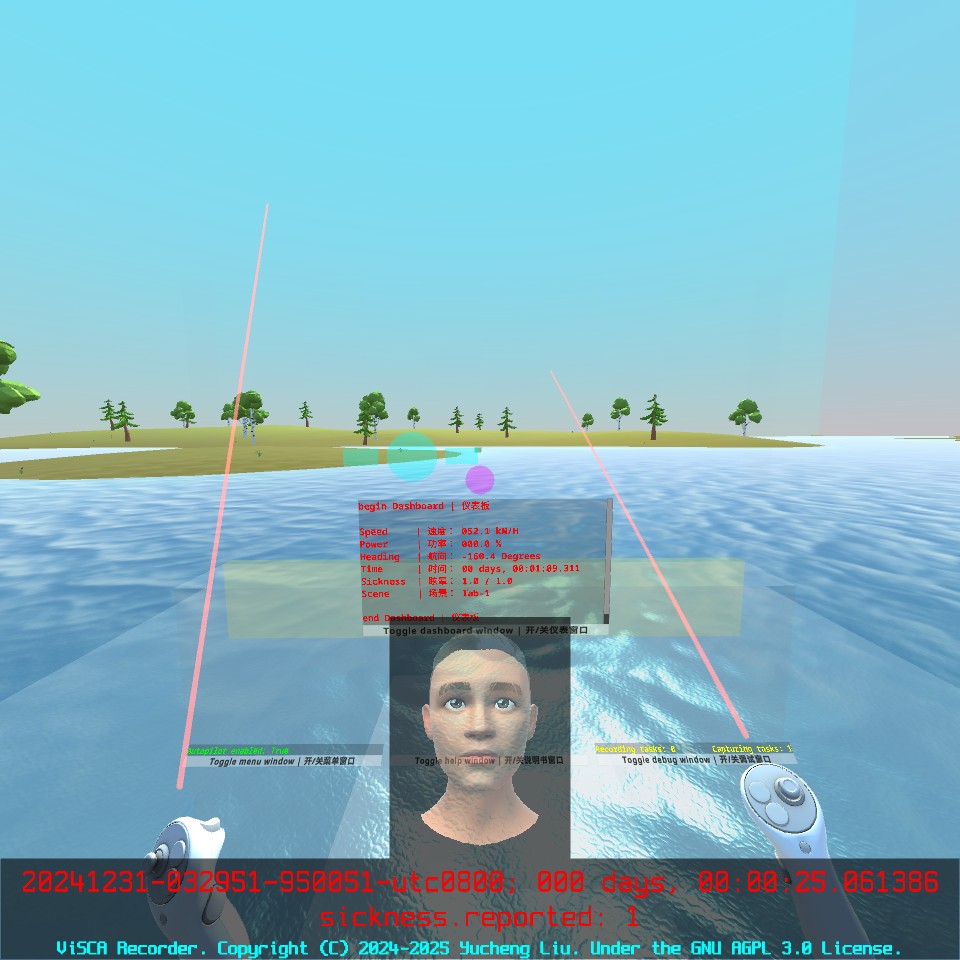 begin Dashboard | 仪表板
Speed | 速度: 052.1 kN/H
Power | 功率: 000.0 %
Heading | 航向: -160.4 Degrees
Time | 时间: 00 days, 00:01:09.311
Sickness | 眩晕: 1.0 / 1.0
Scene | 场景: Tab-1
end Dashboard | 仪表板
Toggle dashboard window | 开/关仪表窗口
Autopilot enabled: True
Toggle menu window | 开/关菜单窗口
Toggle help window | 开/关说明书窗口
Recording tasks: 0 Capturing tasks: 1
Toggle debug window | 开/关调试窗口
20241231-032951-950051-utc0800; 000 days, 00:00:25.061386
sickness.reported: 1
ViSCA Recorder. Copyright (C) 2024-2025 Yucheng Liu. Under the GNU AGPL 3.0 License.